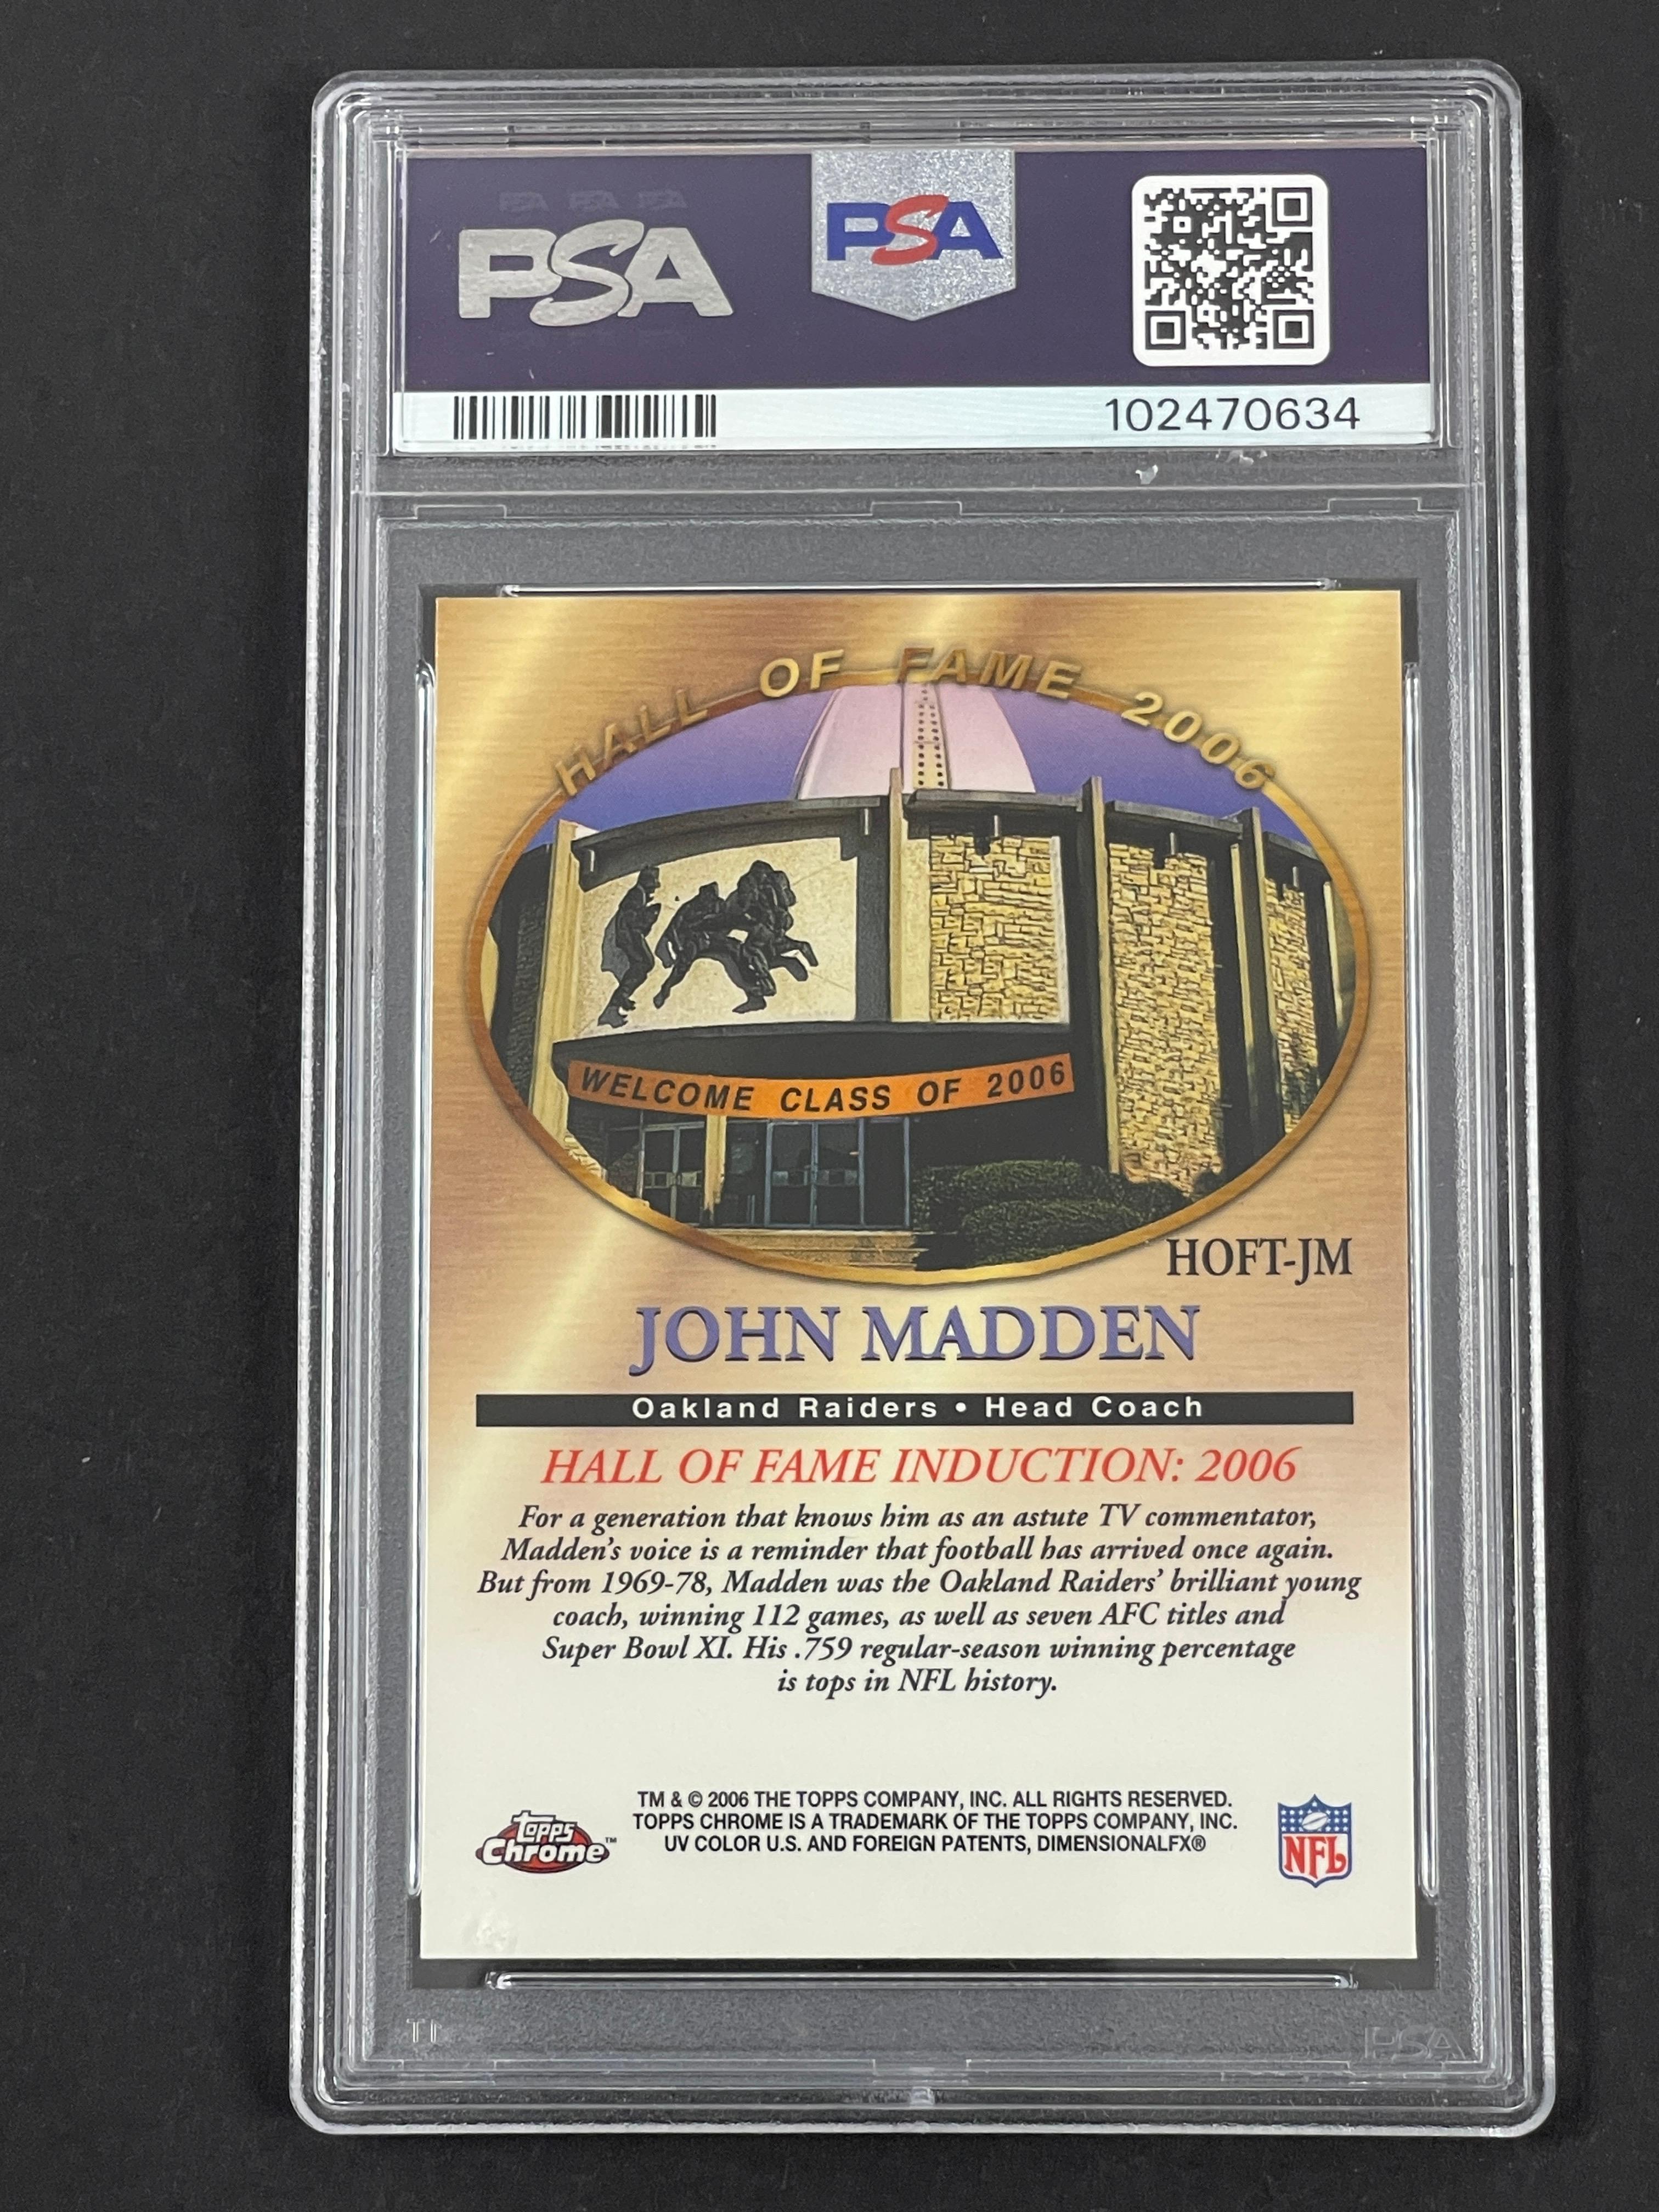 PSA
PSA
102470634
HALL OF FAME 2006
WELCOME CLASS OF 2006
HOFT-JM
JOHN MADDEN
Oakland Raiders • Head Coach
HALL OF FAME INDUCTION: 2006
For a generation that knows him as an astute TV commentator,
Madden's voice is a reminder that football has arrived once again.
But from 1969-78, Madden was the Oakland Raiders' brilliant young
coach, winning 112 games, as well as seven AFC titles and
Super Bowl XI. His .759 regular-season winning percentage
is tops in NFL history.
TM & © 2006 THE TOPPS COMPANY, INC. ALL RIGHTS RESERVED.
TOPPS CHROME IS A TRADEMARK OF THE TOPPS COMPANY, INC.
UV COLOR U.S. AND FOREIGN PATENTS, DIMENSIONALFX®
Topps
Chrome™
NFL
PSA